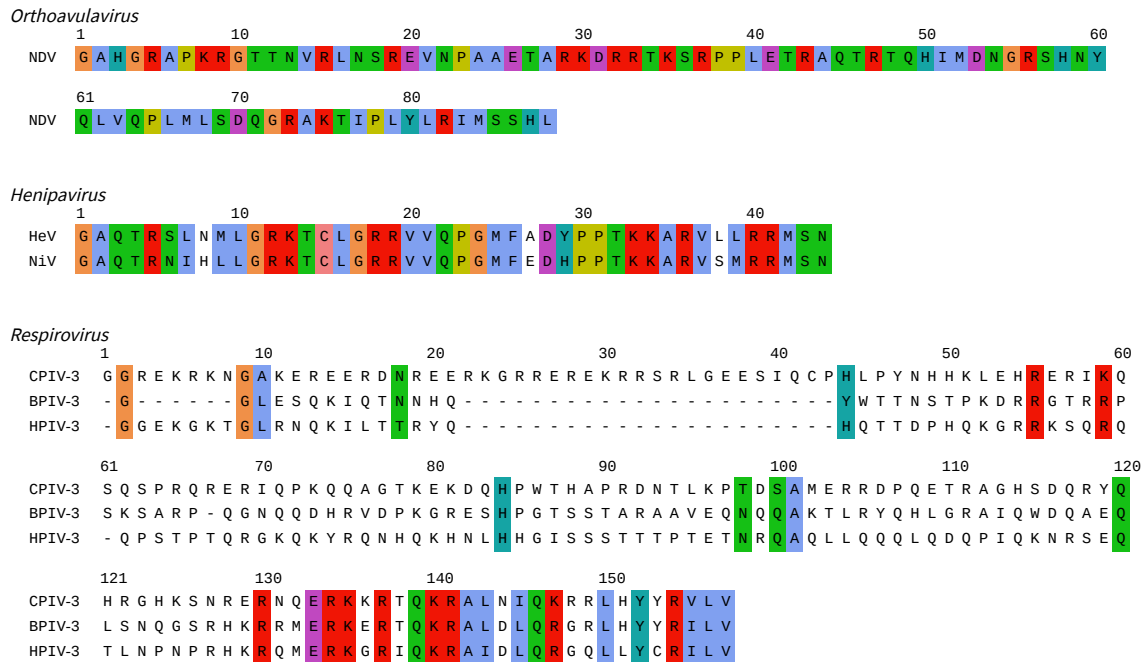 Orthoavulavirus
1 10 20 30 40 50 60
NDV GAHGRAPKRGTTNVRLNSREVNPAAETARKDRRTKSRPPLETRAQTRTQHIMDNGRSHNY
61 70 80
NDV QLVQPLMLSDQGRAKTIPLYLRIMSSHL
Henipavirus
1 10 20 30 40
HeV GAQTRSLNMLGRKTCLGRRVVQPGMFADYPPTKKARVLLRRMSN
NiV GAQTRNIHLLGRKTCLGRRVVQPGMFEDHPPTKKARVSMRRMSN
Respirovirus
1 10 20 30 40 50 60
CPIV-3 GGREKRKNGAKEREERDNREERKGRREREKRRSRLGEESIQCPHLPYNHHKLEHRERIKQ
BPIV-3 -G------GLESQKIQTNNHQ----------------------YWTTNSTPKDRRGTRRP
HPIV-3 -GGEKGKTGLRNQKILTTRYQ----------------------HQTTDPHQKGRRKSQRQ
61 70 80 90 100 110 120
CPIV-3 SQSPRQRERIQPKQQAGTKEKDQHPWTHAPRDNTLKPTDSAMERRDPQETRAGHSDQRYQ
BPIV-3 SKSARP-QGNQQDHRVDPKGRESHPGTSSTARAAVEQNQQAKTLRYQHLGRAIQWDQAEQ
HPIV-3 -QPSTPTQRGKQKYRQNHQKHNLHHGISSSTTTPTETNRQAQLLQQQLQDQPIQKNRSEQ
121 130 140 150
CPIV-3 HRGHKSNRERNQERKKRTQKRALNIQKRRLHYYRVLV
BPIV-3 LSNQGSRHKRRMERKERTQKRALDLQRGRLHYYRILV
HPIV-3 TLNPNPRHKRQMERKGRIQKRAIDLQRGQLLYCRILV